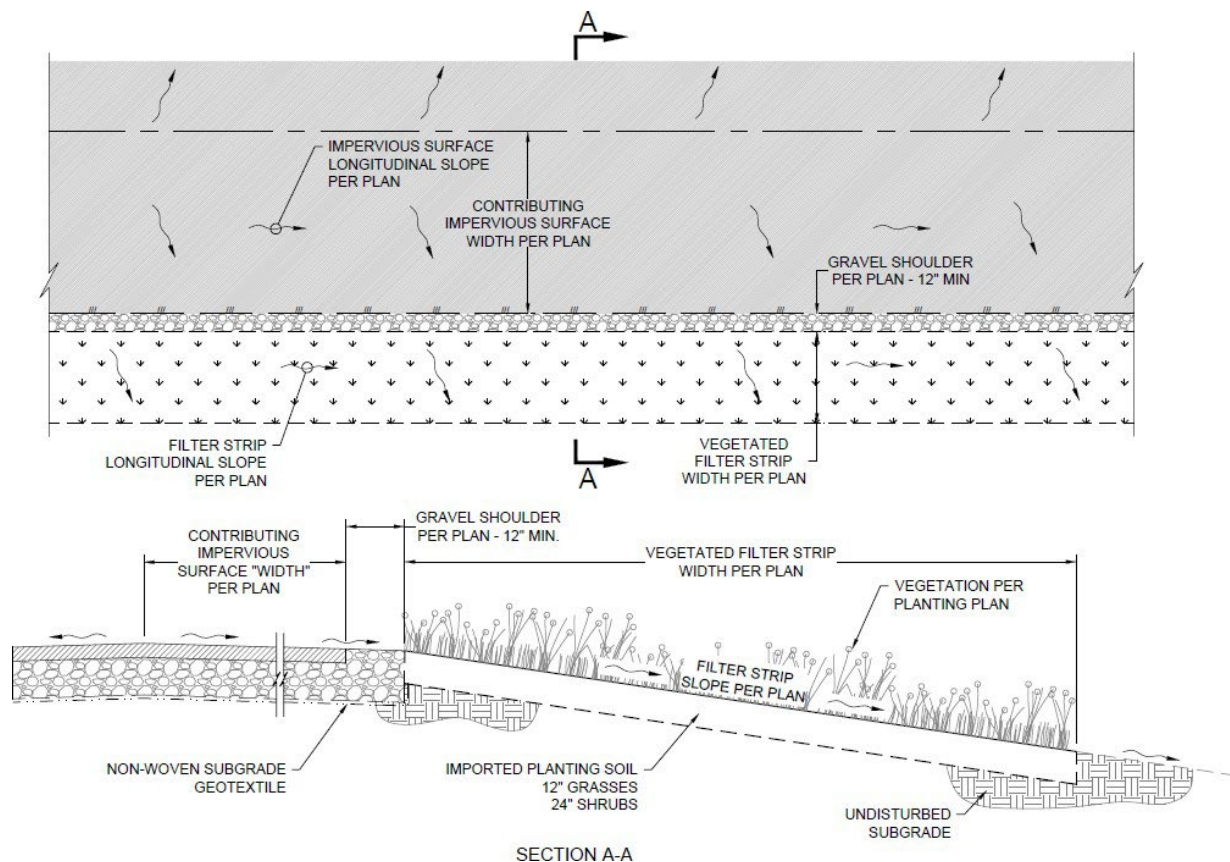 A
IMPERVIOUS SURFACE
LONGITUDINAL SLOPE
PER PLAN
CONTRIBUTING
IMPERVIOUS SURFACE
WIDTH PER PLAN
GRAVEL SHOULDER
PER PLAN - 12" MIN
FILTER STRIP
LONGITUDINAL SLOPE
PER PLAN
A
VEGETATED
FILTER STRIP
WIDTH PER PLAN
CONTRIBUTING
IMPERVIOUS
SURFACE "WIDTH"
PER PLAN
GRAVEL SHOULDER
PER PLAN - 12" MIN.
VEGETATED FILTER STRIP
WIDTH PER PLAN
VEGETATION PER
PLANTING PLAN
FILTER STRIP
SLOPE PER PLAN
NON-WOVEN SUBGRADE
GEOTEXTILE
IMPORTED PLANTING SOIL
12" GRASSES
24" SHRUBS
UNDISTURBED
SUBGRADE
SECTION A-A